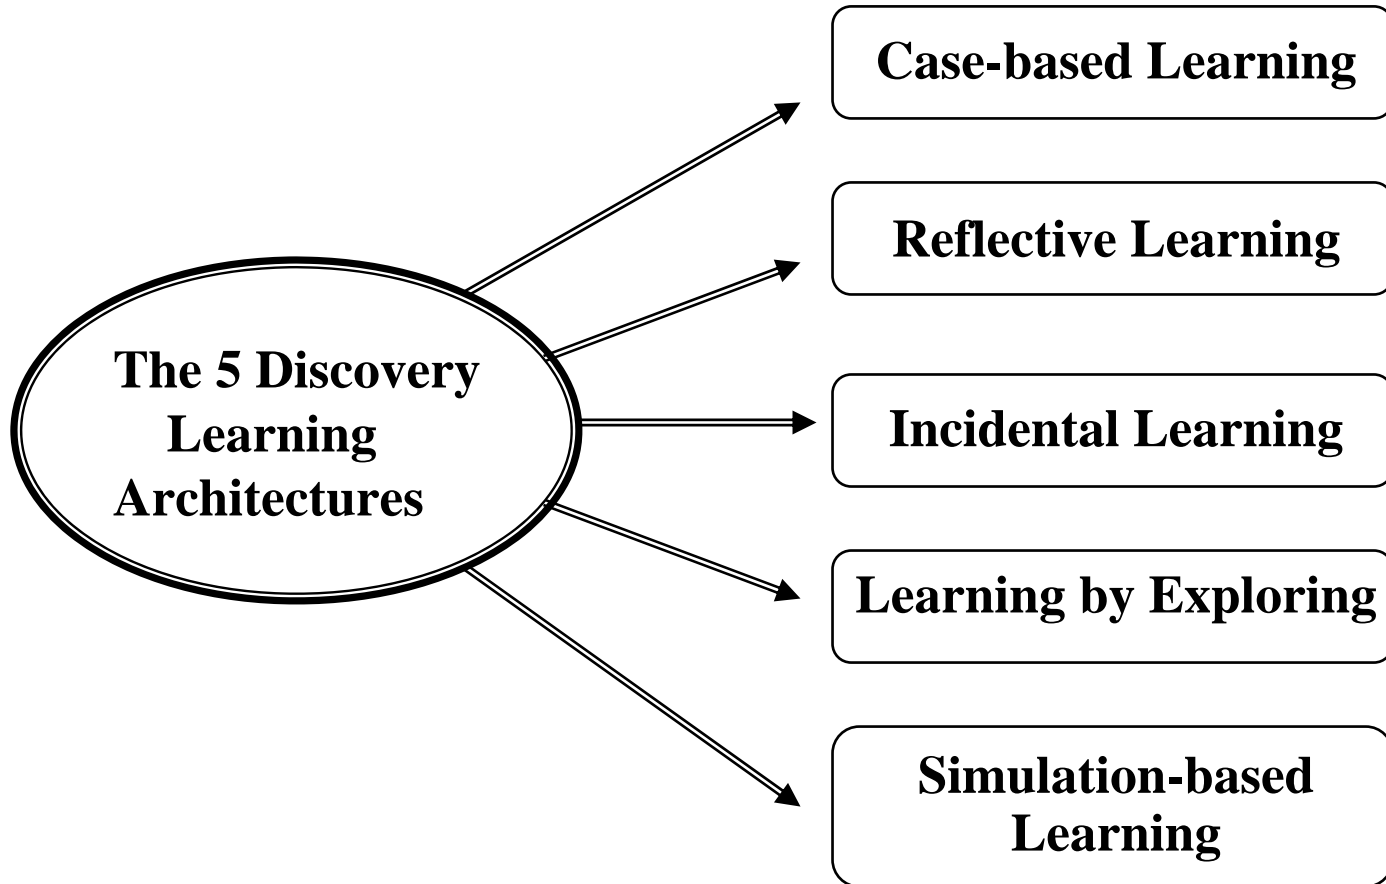 The 5 Discovery
Learning
Architectures
Case-based Learning
Reflective Learning
Incidental Learning
Learning by Exploring
Simulation-based
Learning